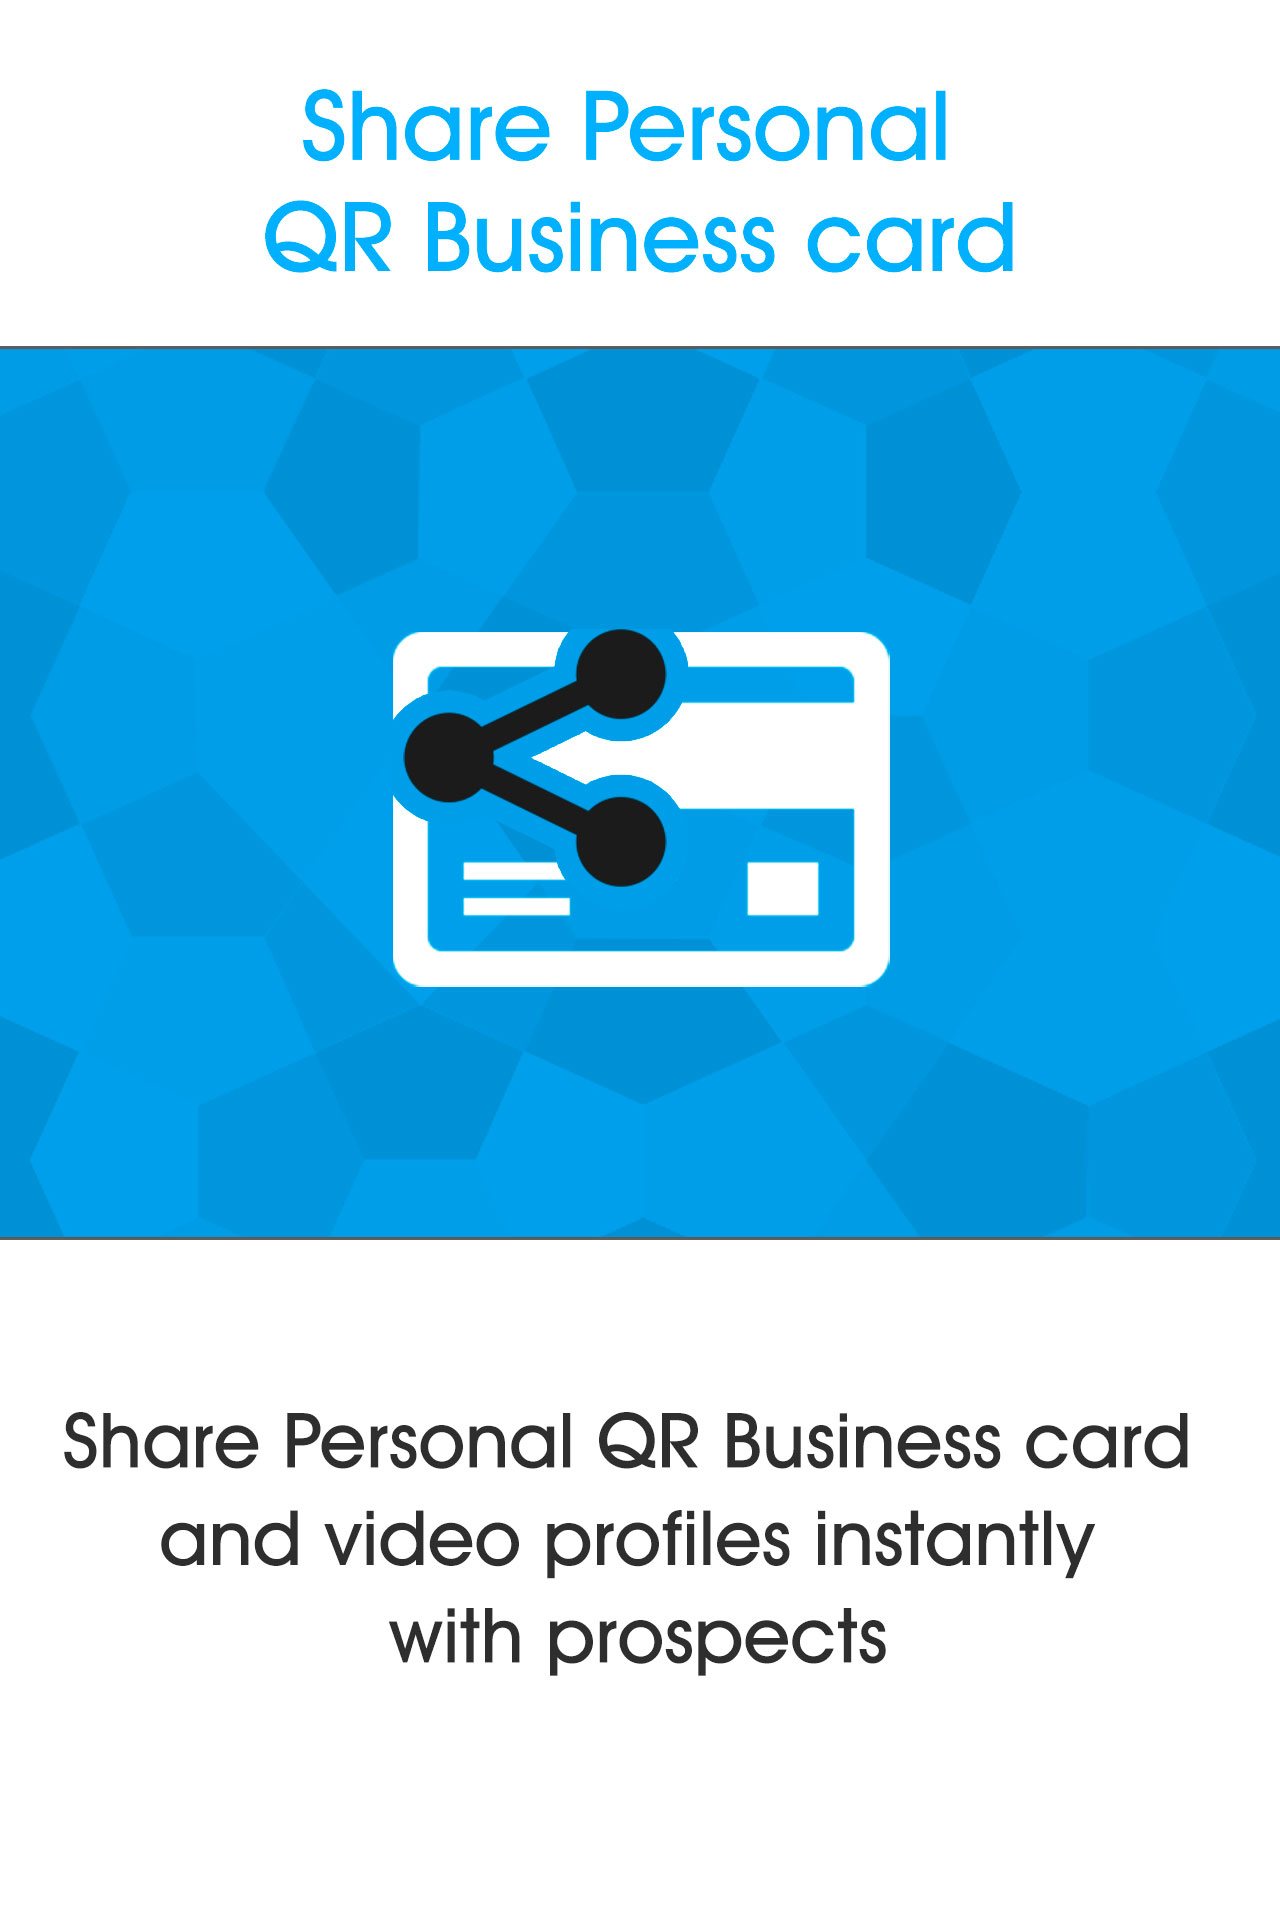 Share Personal
QR Business card
Share Personal QR Business card
and video profiles instantly
with prospects